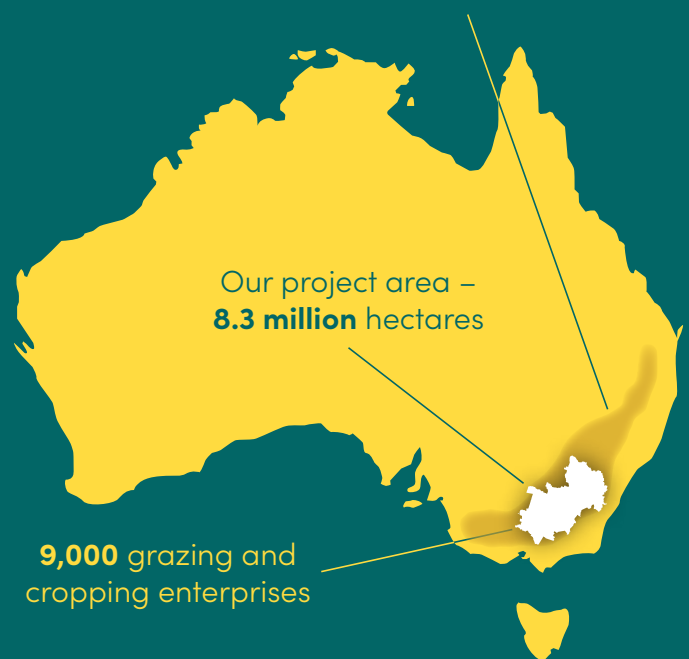 Our project area –
8.3 million hectares
9,000 grazing and
cropping enterprises